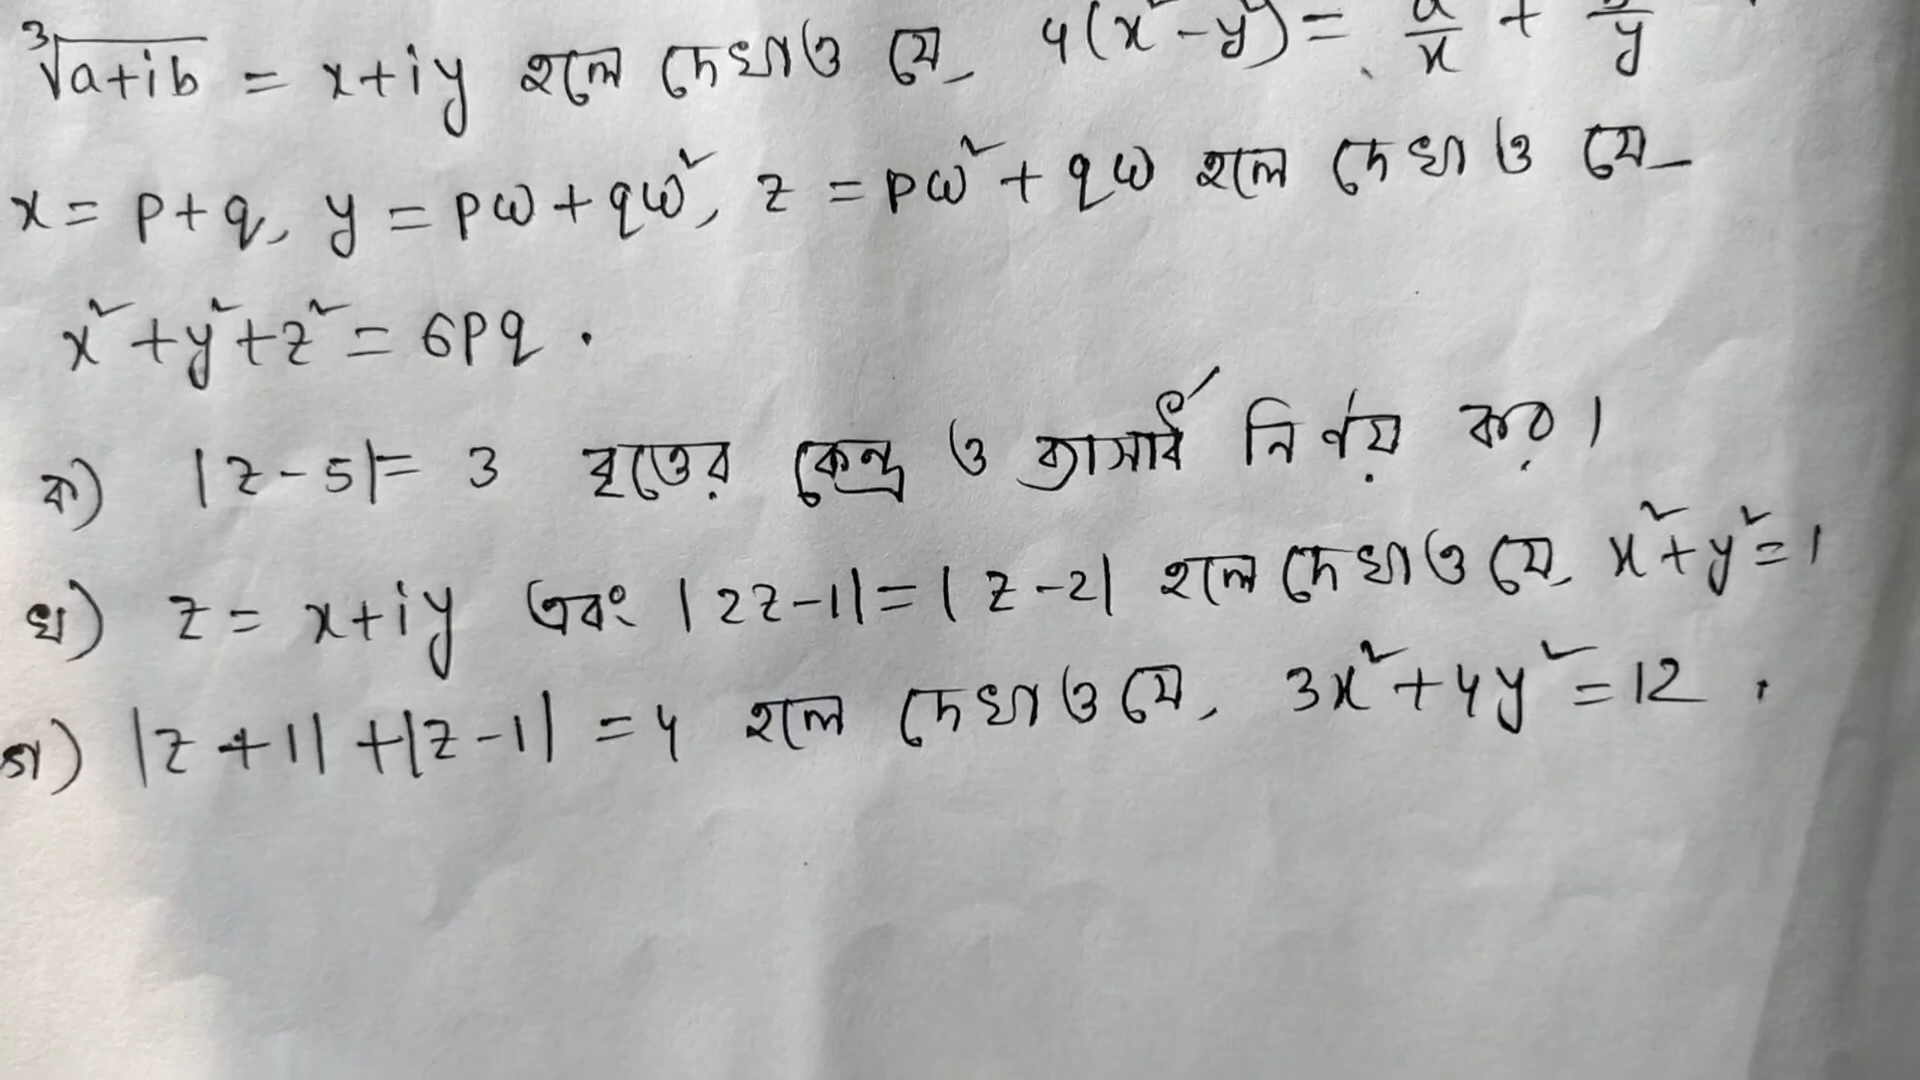 ∛(a+ib) = x+iy হলে দেখাও যে, 4(x²-y²) = a/x + b/y
x = p+q, y = pω+qω², z = pω²+qω হলে দেখাও যে-
x²+y²+z² = 6pq .
ক) |z-5|= 3 বৃত্তের কেন্দ্র ও ব্যাসার্ধ নির্ণয় কর।
খ) z = x+iy এবং |2z-1|=|z-2| হলে দেখাও যে, x²+y²=1
গ) |z+1|+|z-1| =4 হলে দেখাও যে, 3x²+4y²=12 .